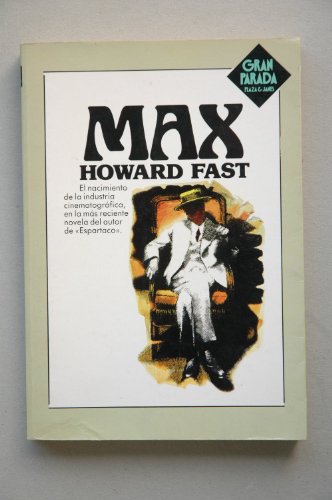 GRAN
PARADA
PLAZA & JANES
MAX
HOWARD FAST
El nacimiento
de la industria
cinematográfica,
en la más reciente
novela del autor
de «Espartaco».